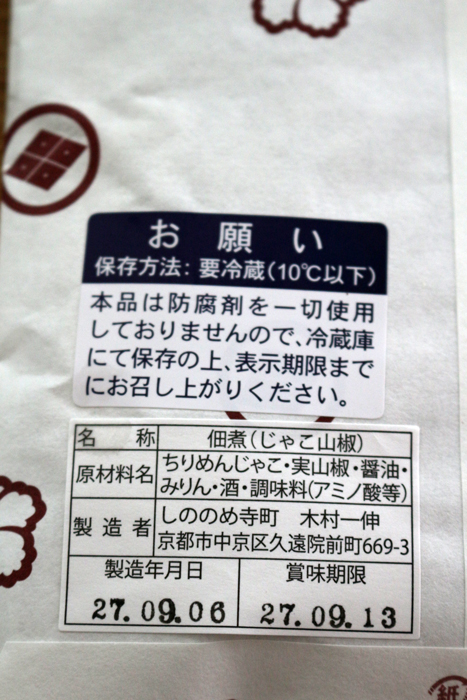 お願い
保存方法：要冷蔵(10℃以下)
本品は防腐剤を一切使用
しておりませんので、冷蔵庫
にて保存の上、表示期限まで
にお召し上がりください。
名称 佃煮(じゃこ山椒)
原材料名 ちりめんじゃこ・実山椒・醤油・
みりん・酒・調味料(アミノ酸等)
製造者 しののめ寺町 木村一伸
京都市中京区久遠院前町669-3
製造年月日 賞味期限
27.09.06 27.09.13